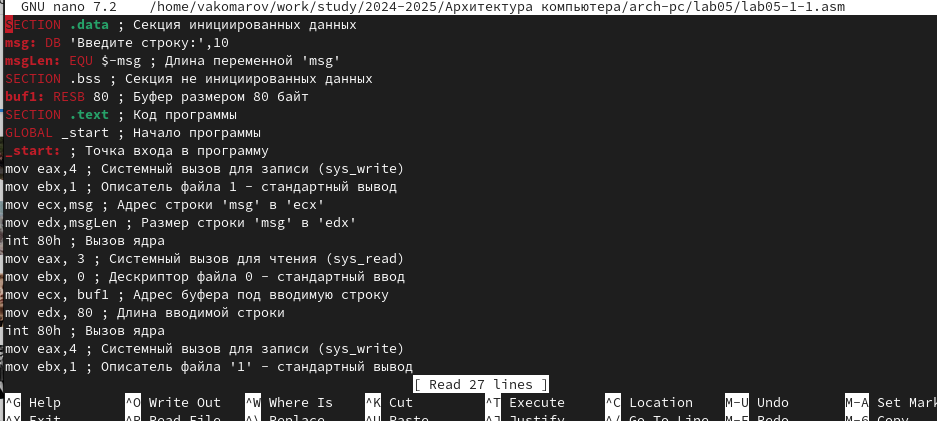 GNU nano 7.2 /home/vakomarov/work/study/2024-2025/Архитектура компьютера/arch-pc/lab05/lab05-1-1.asm
SECTION .data ; Секция инициированных данных
msg: DB 'Введите строку:',10
msgLen: EQU $-msg ; Длина переменной 'msg'
SECTION .bss ; Секция не инициированных данных
buf1: RESB 80 ; Буфер размером 80 байт
SECTION .text ; Код программы
GLOBAL _start ; Начало программы
_start: ; Точка входа в программу
mov eax,4 ; Системный вызов для записи (sys_write)
mov ebx,1 ; Описатель файла 1 - стандартный вывод
mov ecx,msg ; Адрес строки 'msg' в 'ecx'
mov edx,msgLen ; Размер строки 'msg' в 'edx'
int 80h ; Вызов ядра
mov eax, 3 ; Системный вызов для чтения (sys_read)
mov ebx, 0 ; Дескриптор файла 0 - стандартный ввод
mov ecx, buf1 ; Адрес буфера под вводимую строку
mov edx, 80 ; Длина вводимой строки
int 80h ; Вызов ядра
mov eax,4 ; Системный вызов для записи (sys_write)
mov ebx,1 ; Описатель файла '1' - стандартный вывод
[ Read 27 lines ]
^G Help ^O Write Out ^W Where Is ^K Cut ^T Execute ^C Location M-U Undo M-A Set Mark
^X Exit ^R Read File ^\ Replace ^U Paste ^J Justify ^/ Go To Line M-E Redo M-6 Copy